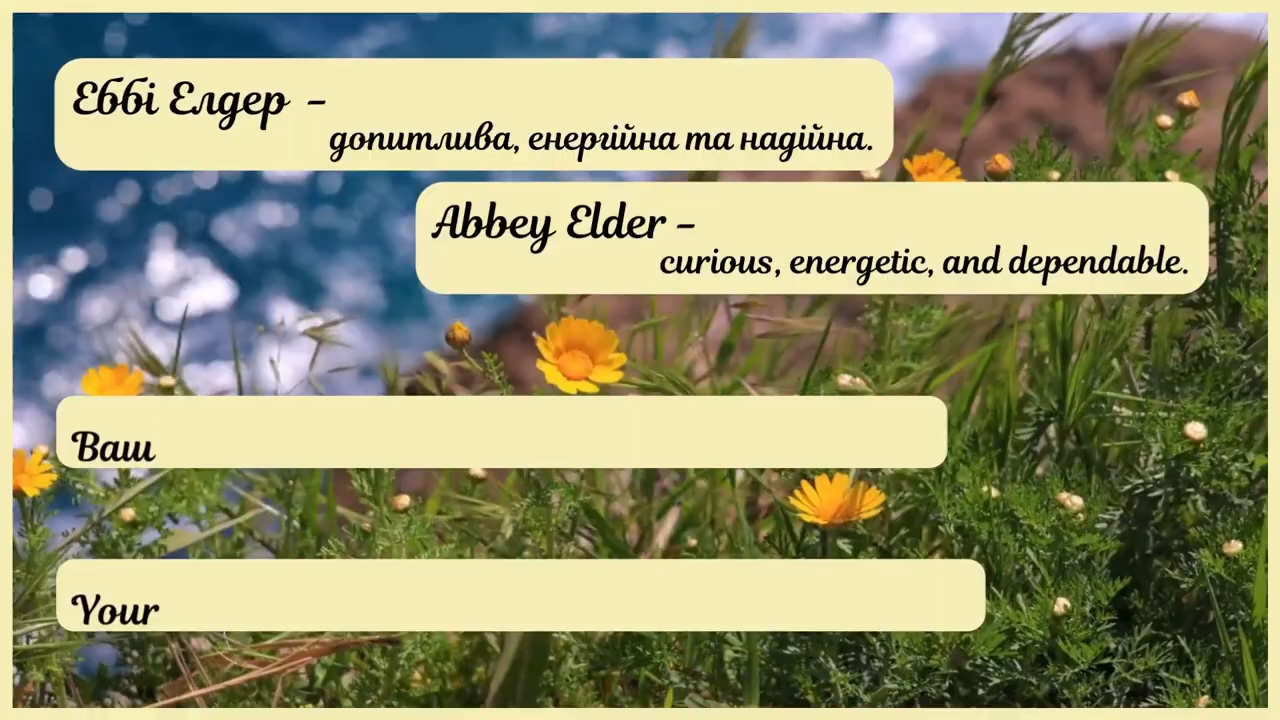 Еббі Елдер –
допитлива, енергійна та надійна.
Abbey Elder –
curious, energetic, and dependable.
Ваш
Your